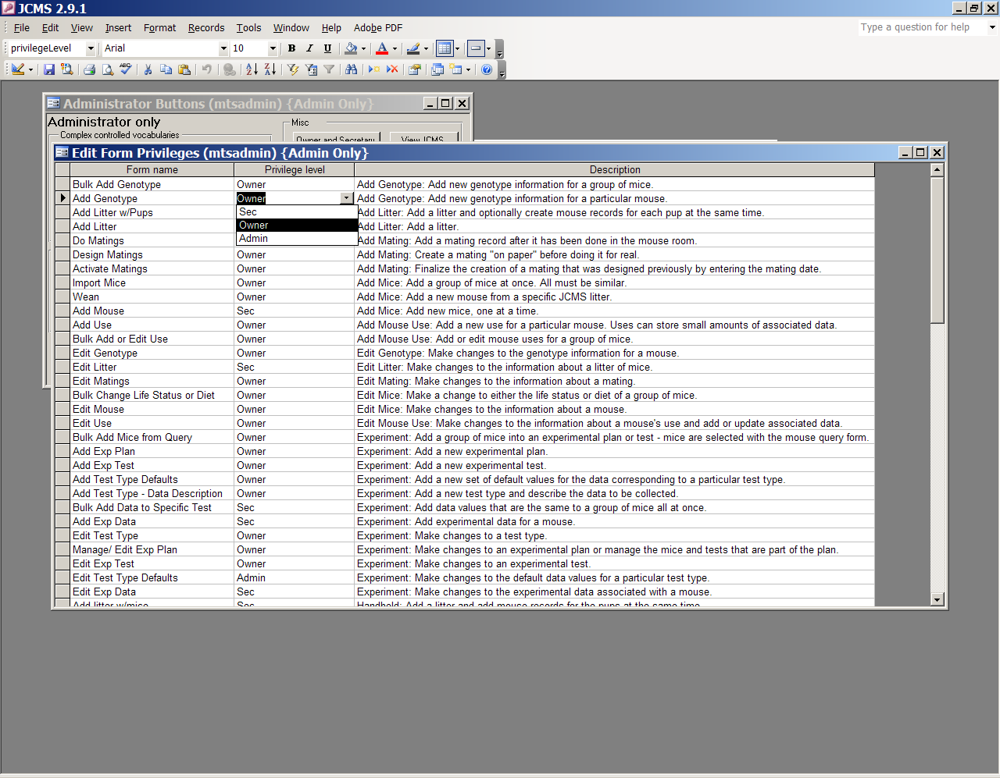 JCMS 2.9.1
File Edit View Insert Format Records Tools Window Help Adobe PDF Type a question for help
privilegeLevel Arial 10 B I U
Administrator Buttons (mtsadmin) {Admin Only}
Administrator only
Misc
Complex controlled vocabularies
Owner and Secretary View JCMS
Edit Form Privileges (mtsadmin) {Admin Only}
Form name Privilege level Description
Bulk Add Genotype Owner Add Genotype: Add new genotype information for a group of mice.
Add Genotype Owner Add Genotype: Add new genotype information for a particular mouse.
Add Litter w/Pups Sec Add Litter: Add a litter and optionally create mouse records for each pup at the same time.
Add Litter Owner Add Litter: Add a litter.
Do Matings Admin Add Mating: Add a mating record after it has been done in the mouse room.
Design Matings Owner Add Mating: Create a mating "on paper" before doing it for real.
Activate Matings Owner Add Mating: Finalize the creation of a mating that was designed previously by entering the mating date.
Import Mice Owner Add Mice: Add a group of mice at once. All must be similar.
Wean Owner Add Mice: Add a new mouse from a specific JCMS litter.
Add Mouse Sec Add Mice: Add new mice, one at a time.
Add Use Owner Add Mouse Use: Add a new use for a particular mouse. Uses can store small amounts of associated data.
Bulk Add or Edit Use Owner Add Mouse Use: Add or edit mouse uses for a group of mice.
Edit Genotype Owner Edit Genotype: Make changes to the genotype information for a mouse.
Edit Litter Sec Edit Litter: Make changes to the information about a litter of mice.
Edit Matings Owner Edit Mating: Make changes to the information about a mating.
Bulk Change Life Status or Diet Owner Edit Mice: Make a change to either the life status or diet of a group of mice.
Edit Mouse Owner Edit Mice: Make changes to the information about a mouse.
Edit Use Owner Edit Mouse Use: Make changes to the information about a mouse's use and add or update associated data.
Bulk Add Mice from Query Owner Experiment: Add a group of mice into an experimental plan or test - mice are selected with the mouse query form.
Add Exp Plan Owner Experiment: Add a new experimental plan.
Add Exp Test Owner Experiment: Add a new experimental test.
Add Test Type Defaults Owner Experiment: Add a new set of default values for the data corresponding to a particular test type.
Add Test Type - Data Description Owner Experiment: Add a new test type and describe the data to be collected.
Bulk Add Data to Specific Test Sec Experiment: Add data values that are the same to a group of mice all at once.
Add Exp Data Sec Experiment: Add experimental data for a mouse.
Edit Test Type Owner Experiment: Make changes to a test type.
Manage/ Edit Exp Plan Owner Experiment: Make changes to an experimental plan or manage the mice and tests that are part of the plan.
Edit Exp Test Owner Experiment: Make changes to an experimental test.
Edit Test Type Defaults Admin Experiment: Make changes to the default data values for a particular test type.
Edit Exp Data Sec Experiment: Make changes to the experimental data associated with a mouse.
Add litter w/mice Sec Handheld: Add a litter and add mouse records for the pups at the same time.